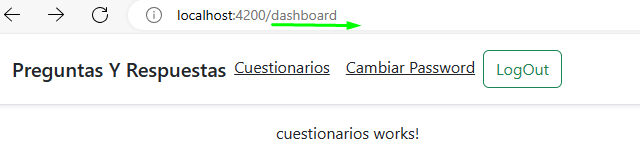 localhost:4200/dashboard
Preguntas Y Respuestas Cuestionarios Cambiar Password LogOut
cuestionarios works!